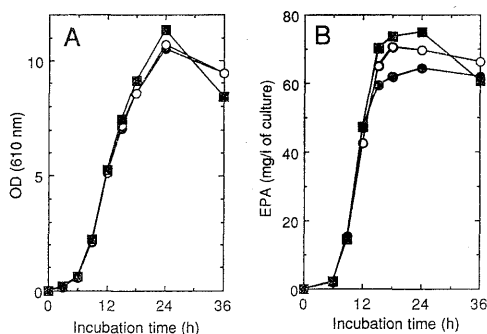 A
OD (610 nm)
10
5
0
0 12 24 36
Incubation time (h)
B
EPA (mg/l of culture)
80
60
40
20
0
0 12 24 36
Incubation time (h)